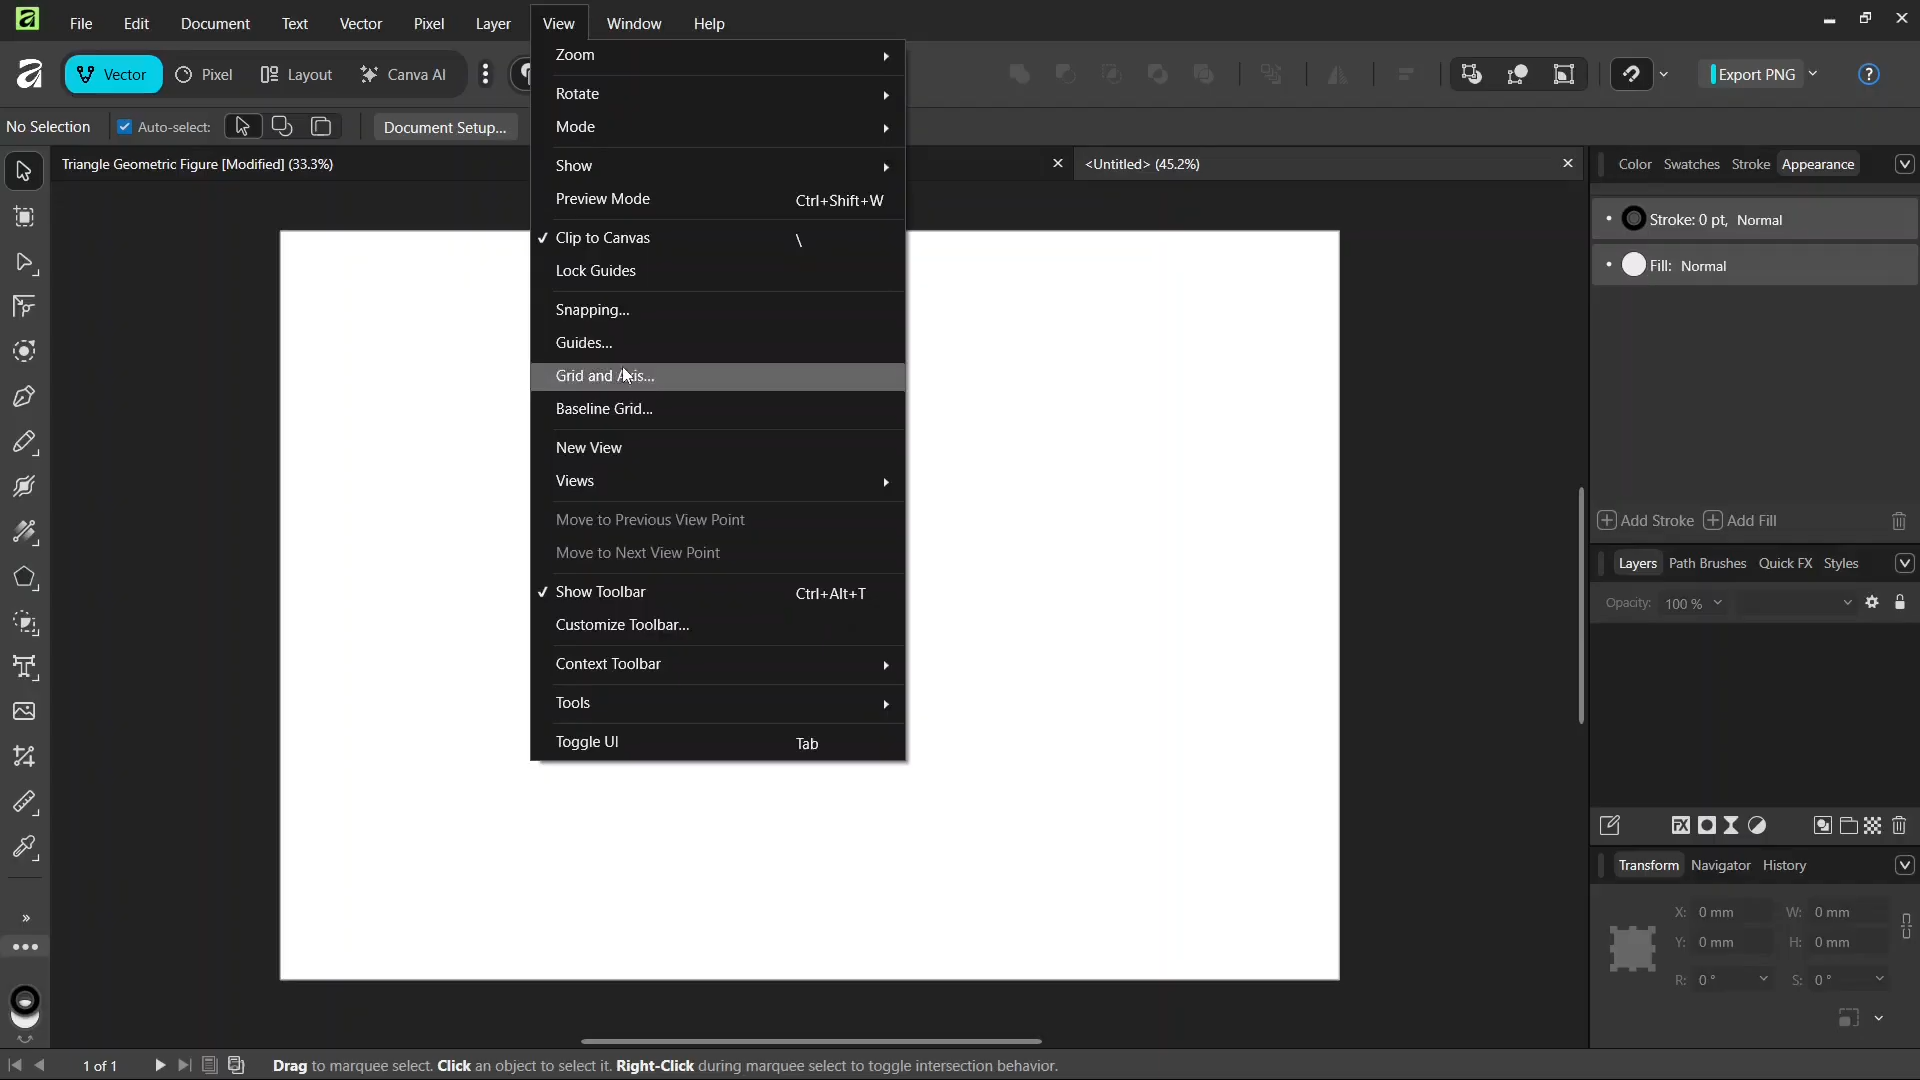 File Edit Document Text Vector Pixel Layer View Window Help
Vector Pixel Layout Canva AI Export PNG ?
No Selection Auto-select: Document Setup...
Triangle Geometric Figure [Modified] (33.3%) <Untitled> (45.2%)
Zoom
Rotate
Mode
Show
Preview Mode Ctrl+Shift+W
Clip to Canvas \
Lock Guides
Snapping...
Guides...
Grid and Axis...
Baseline Grid...
New View
Views
Move to Previous View Point
Move to Next View Point
Show Toolbar Ctrl+Alt+T
Customize Toolbar...
Context Toolbar
Tools
Toggle UI Tab
Color Swatches Stroke Appearance
Stroke: 0 pt, Normal
Fill: Normal
Add Stroke Add Fill
Layers Path Brushes Quick FX Styles
Opacity: 100 %
FX
Transform Navigator History
X: 0 mm W: 0 mm
Y: 0 mm H: 0 mm
R: 0 ° S: 0 °
1 of 1 Drag to marquee select. Click an object to select it. Right-Click during marquee select to toggle intersection behavior.